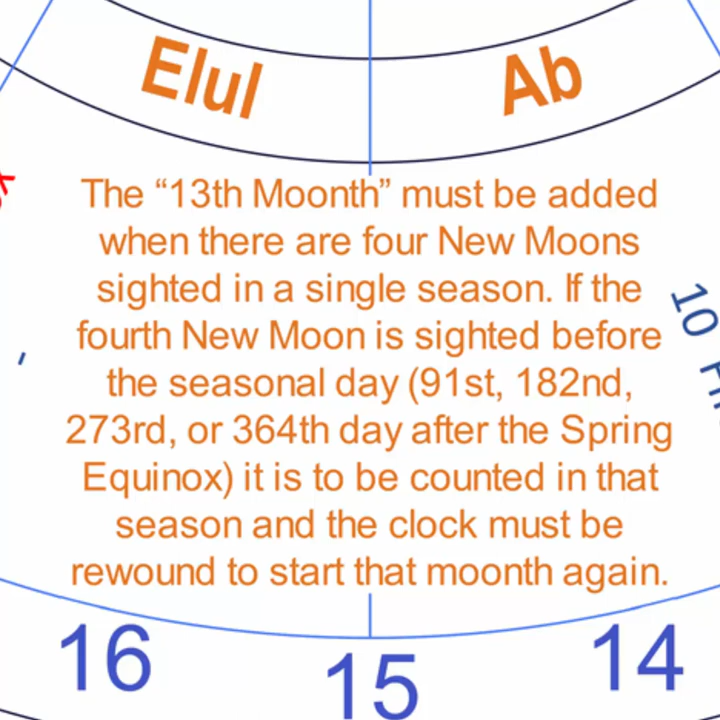 Elul Ab
The “13th Moonth” must be added
when there are four New Moons
sighted in a single season. If the
fourth New Moon is sighted before
the seasonal day (91st, 182nd,
273rd, or 364th day after the Spring
Equinox) it is to be counted in that
season and the clock must be
rewound to start that moonth again.
10
16 15 14